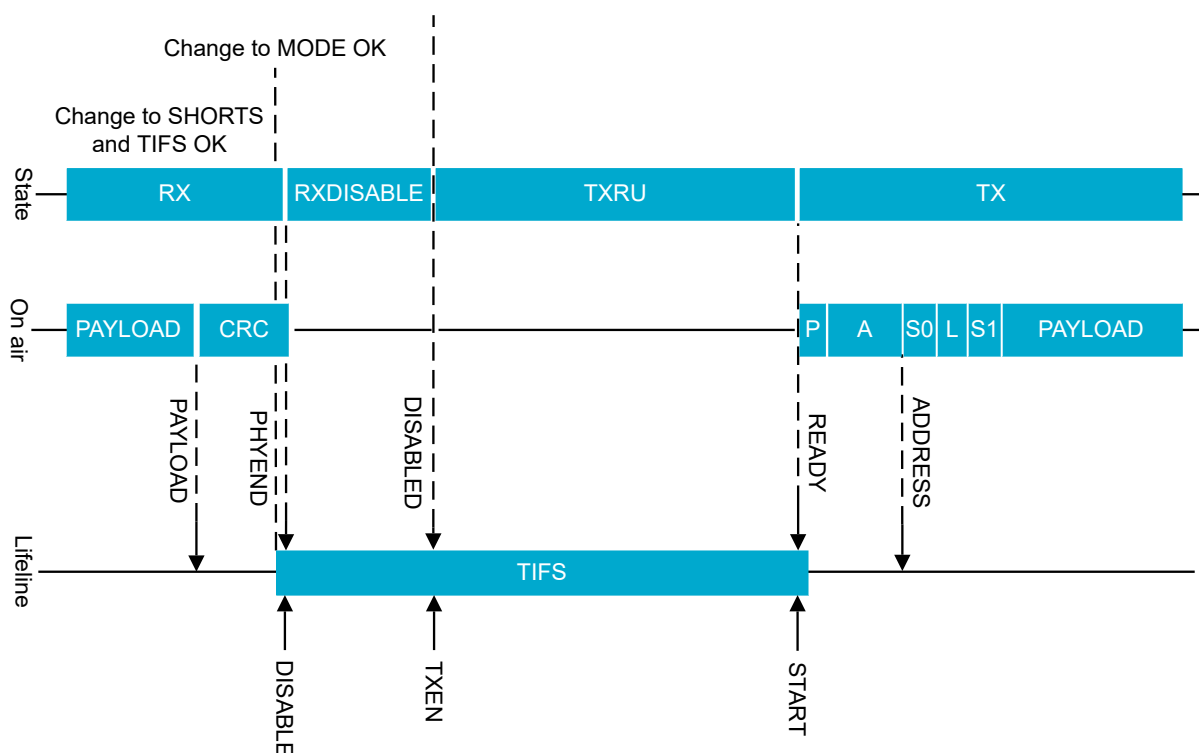 Change to MODE OK
Change to SHORTS
and TIFS OK
State
RX
RXDISABLE
TXRU
TX
On air
PAYLOAD
CRC
P
A
S0
L
S1
PAYLOAD
PAYLOAD
PHYEND
DISABLED
READY
ADDRESS
Lifeline
TIFS
DISABLE
TXEN
START